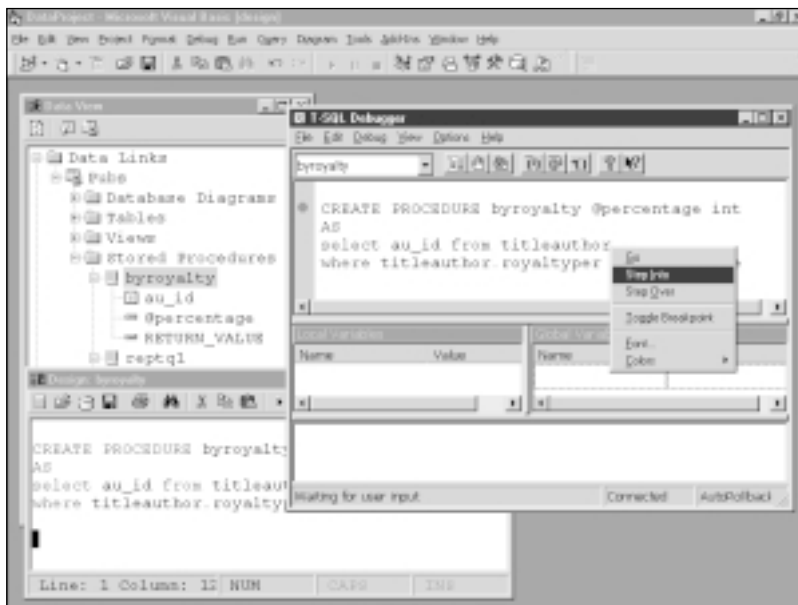 DataProject - Microsoft Visual Basic [design]
File Edit View Project Format Debug Run Query Diagram Tools Add-Ins Window Help
Data View
Data Links
Pubs
Database Diagrams
Tables
Views
Stored Procedures
byroyalty
au_id
@percentage
RETURN_VALUE
reptq1
T-SQL Debugger
File Edit Debug View Options Help
byroyalty
CREATE PROCEDURE byroyalty @percentage int
AS
select au_id from titleauthor
where titleauthor.royaltyper
Go
Step Into
Step Over
Toggle Breakpoint
Font...
Colors
Local Variables
Name Value
Global Varia
Name
Waiting for user input
Connected
AutoRollback
Design: byroyalty
CREATE PROCEDURE byroyalty
AS
select au_id from titleaut
where titleauthor.royaltyp
Line: 1 Column: 12 NUM CAPS INS